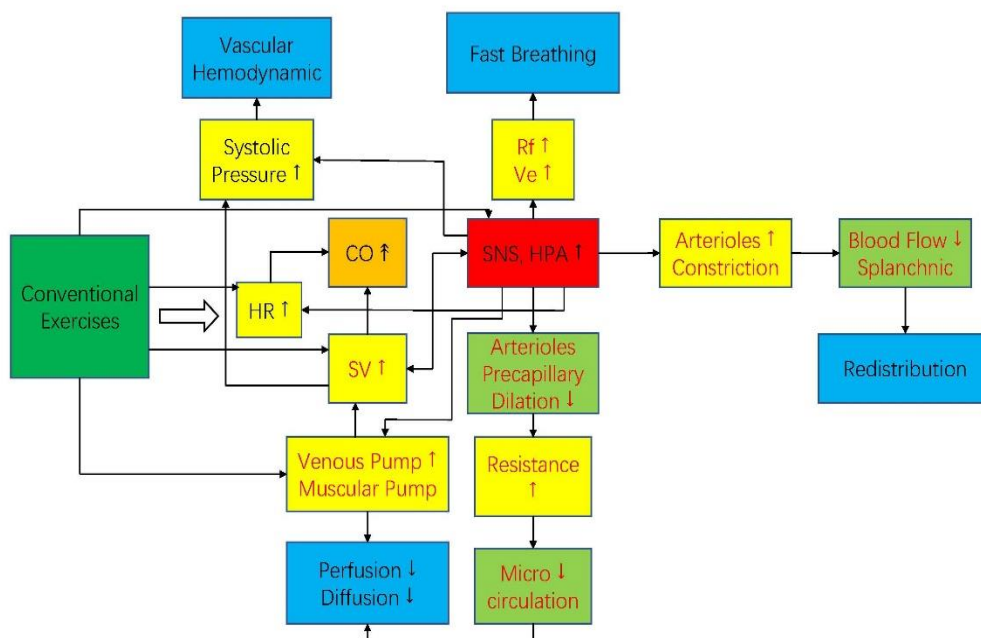 Vascular
Hemodynamic
Fast Breathing
Systolic
Pressure ↑
Rf ↑
Ve ↑
Conventional
Exercises
CO ↟
SNS, HPA ↑
Arterioles ↑
Constriction
Blood Flow ↓
Splanchnic
HR ↑
SV ↑
Arterioles
Precapillary
Dilation ↓
Redistribution
Venous Pump ↑
Muscular Pump
Resistance
↑
Perfusion ↓
Diffusion ↓
Micro ↓
circulation